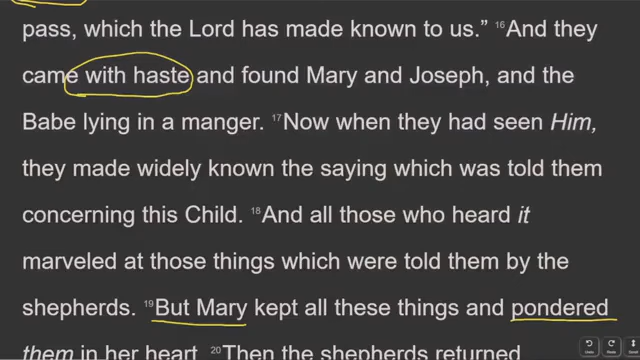 pass, which the Lord has made known to us.” 16And they
came with haste and found Mary and Joseph, and the
Babe lying in a manger. 17Now when they had seen Him,
they made widely known the saying which was told them
concerning this Child. 18And all those who heard it
marveled at those things which were told them by the
shepherds. 19But Mary kept all these things and pondered
them in her heart. 20Then the shepherds returned
Undo Redo